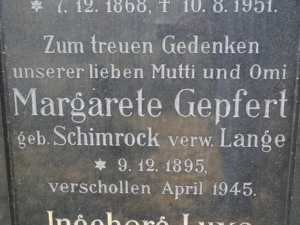 * 7. 12. 1868, † 10. 8. 1951.
Zum treuen Gedenken
unserer lieben Mutti und Omi
Margarete Gepfert
geb. Schimrock verw. Lange
* 9. 12. 1895,
verschollen April 1945.
Ingeborg